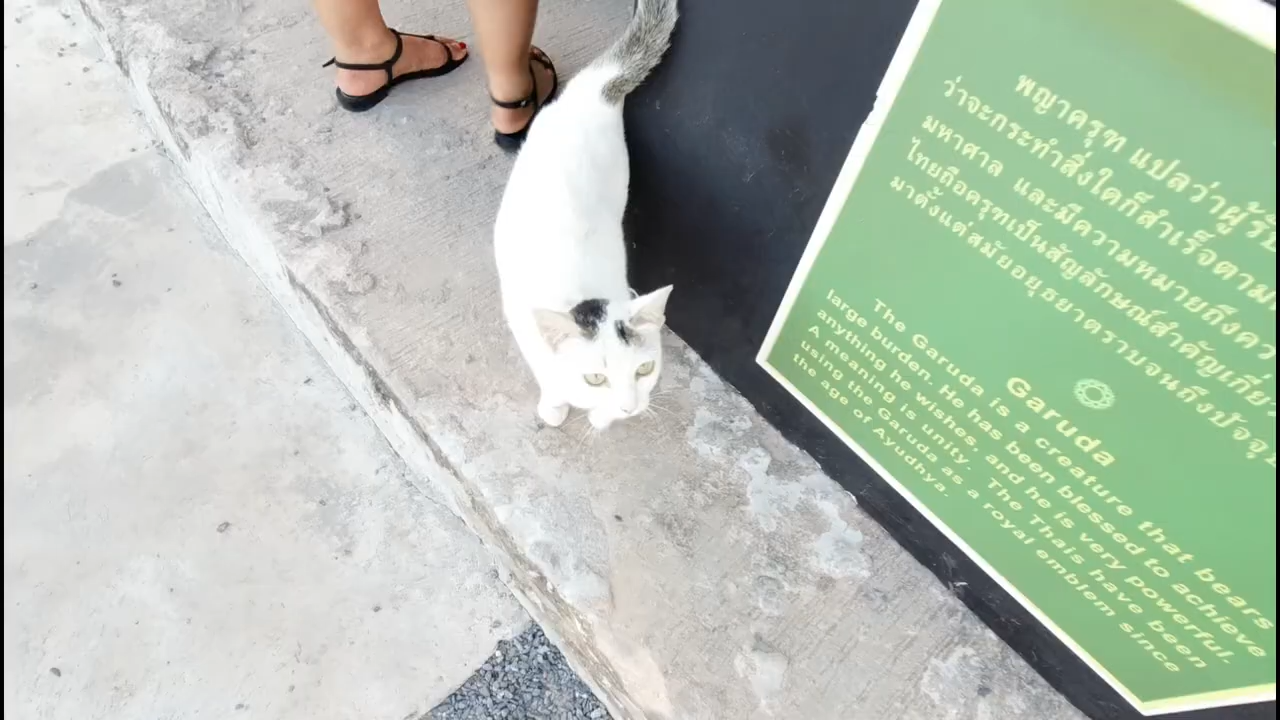 พญาครุฑ แปลว่าผู้รับ
ว่าจะกระทำสิ่งใดก็สำเร็จตาม
มหาศาล และมีความหมายถึงคว
ไทยถือครุฑเป็นสัญลักษณ์สำคัญเกี่ย
มาตั้งแต่สมัยอยุธยาตราบจนถึงปัจจุ
Garuda
The Garuda is a creature that bears
large burden. He has been blessed to achieve
anything he wishes, and he is very powerful.
A meaning is unity. The Thais have been
using the Garuda as a royal emblem since
the age of Ayudhya.